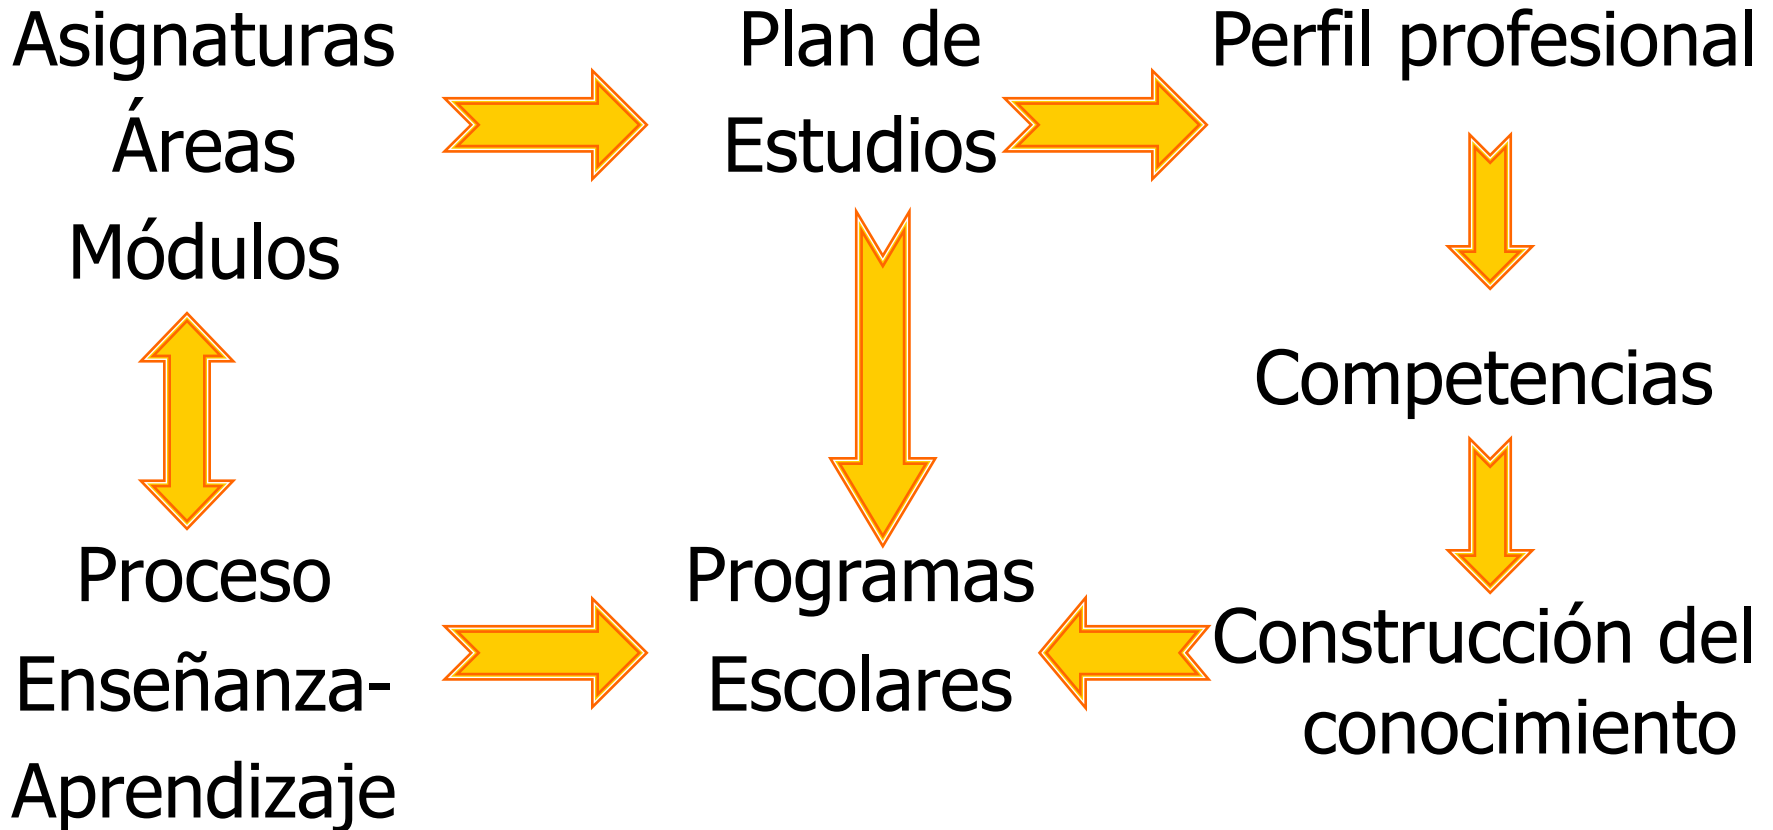 Asignaturas
Áreas
Módulos
Plan de
Estudios
Perfil profesional
Competencias
Proceso
Enseñanza-
Aprendizaje
Programas
Escolares
Construcción del
conocimiento